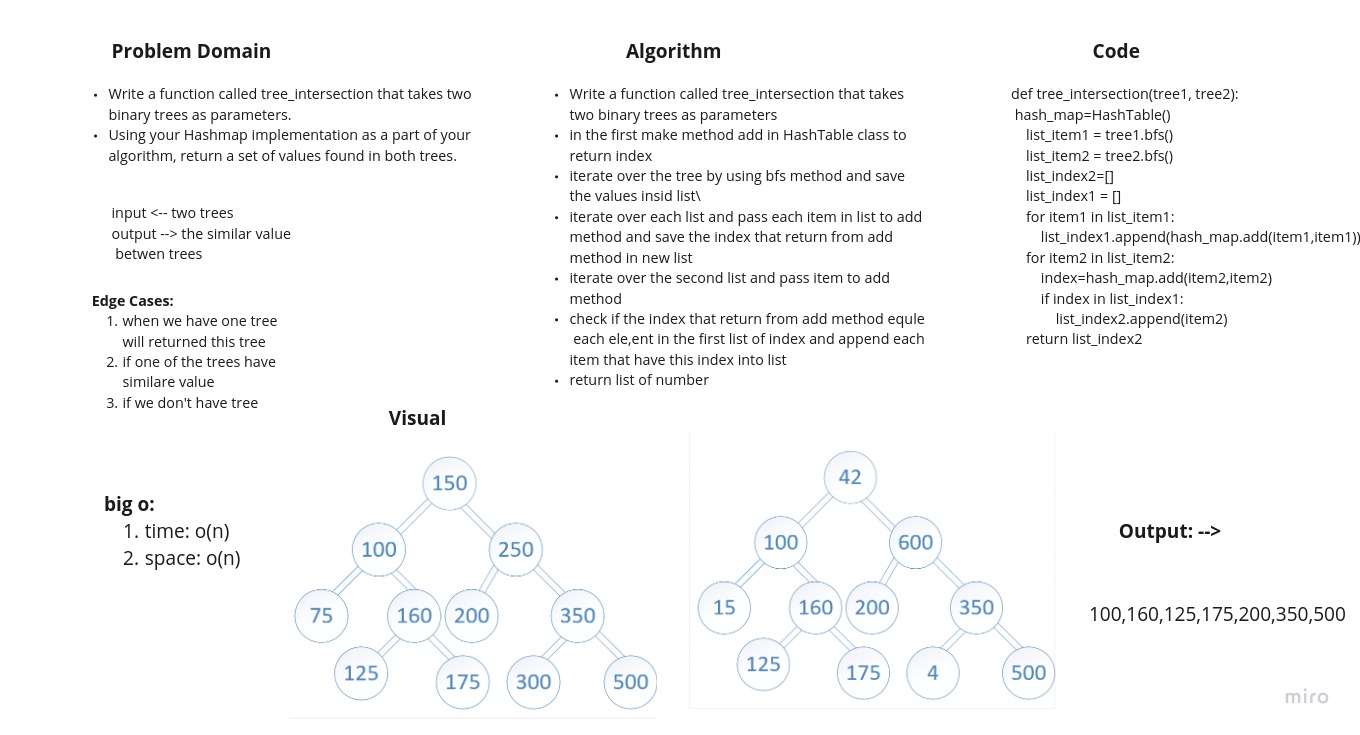 Problem Domain
• Write a function called tree_intersection that takes two
binary trees as parameters.
• Using your Hashmap implementation as a part of your
algorithm, return a set of values found in both trees.
input <-- two trees
output --> the similar value
betwen trees
Edge Cases:
1. when we have one tree
will returned this tree
2. if one of the trees have
similare value
3. if we don't have tree
Algorithm
• Write a function called tree_intersection that takes
two binary trees as parameters
• in the first make method add in HashTable class to
return index
• iterate over the tree by using bfs method and save
the values insid list\
• iterate over each list and pass each item in list to add
method and save the index that return from add
method in new list
• iterate over the second list and pass item to add
method
• check if the index that return from add method equle
each ele,ent in the first list of index and append each
item that have this index into list
• return list of number
Code
def tree_intersection(tree1, tree2):
hash_map=HashTable()
list_item1 = tree1.bfs()
list_item2 = tree2.bfs()
list_index2=[]
list_index1 = []
for item1 in list_item1:
list_index1.append(hash_map.add(item1,item1))
for item2 in list_item2:
index=hash_map.add(item2,item2)
if index in list_index1:
list_index2.append(item2)
return list_index2
big o:
1. time: o(n)
2. space: o(n)
Visual
150
100 250
75 160 200 350
125 175 300 500
42
100 600
15 160 200 350
125 175 4 500
Output: -->
100,160,125,175,200,350,500
miro